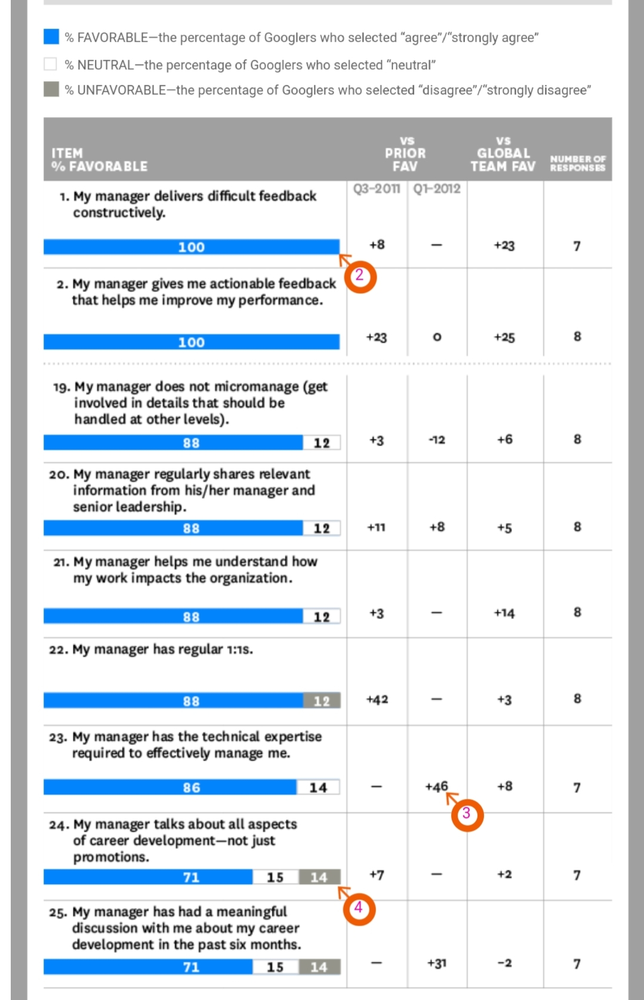 % FAVORABLE—the percentage of Googlers who selected “agree”/“strongly agree”
% NEUTRAL—the percentage of Googlers who selected “neutral”
% UNFAVORABLE—the percentage of Googlers who selected “disagree”/“strongly disagree”
ITEM
% FAVORABLE
VS
PRIOR
FAV
VS
GLOBAL
TEAM FAV
NUMBER OF
RESPONSES
Q3–2011 Q1–2012
1. My manager delivers difficult feedback
constructively.
100 +8 — +23 7
2
2. My manager gives me actionable feedback
that helps me improve my performance.
100 +23 0 +25 8
19. My manager does not micromanage (get
involved in details that should be
handled at other levels).
88 12 +3 -12 +6 8
20. My manager regularly shares relevant
information from his/her manager and
senior leadership.
88 12 +11 +8 +5 8
21. My manager helps me understand how
my work impacts the organization.
88 12 +3 — +14 8
22. My manager has regular 1:1s.
88 12 +42 — +3 8
23. My manager has the technical expertise
required to effectively manage me.
86 14 — +46 +8 7
3
24. My manager talks about all aspects
of career development—not just
promotions.
71 15 14 +7 — +2 7
4
25. My manager has had a meaningful
discussion with me about my career
development in the past six months.
71 15 14 — +31 −2 7